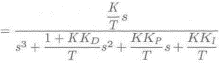 = \frac{\frac{K}{T}s}{s^3 + \frac{1 + KK_D}{T}s^2 + \frac{KK_P}{T}s + \frac{KK_I}{T}}